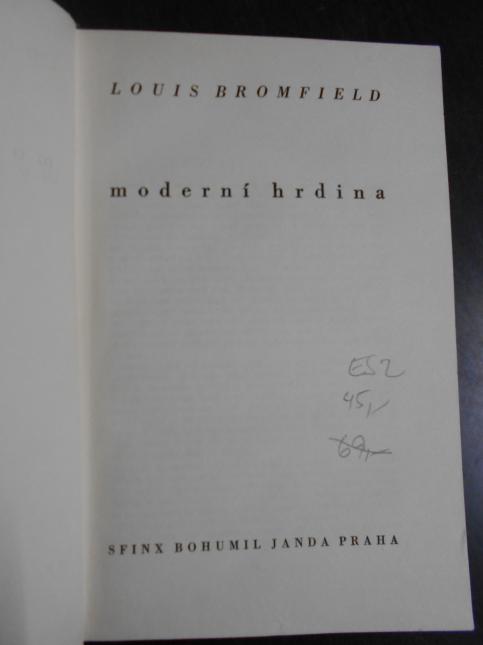 LOUIS BROMFIELD
moderní hrdina
E52
45,-
69,-
SFINX BOHUMIL JANDA PRAHA